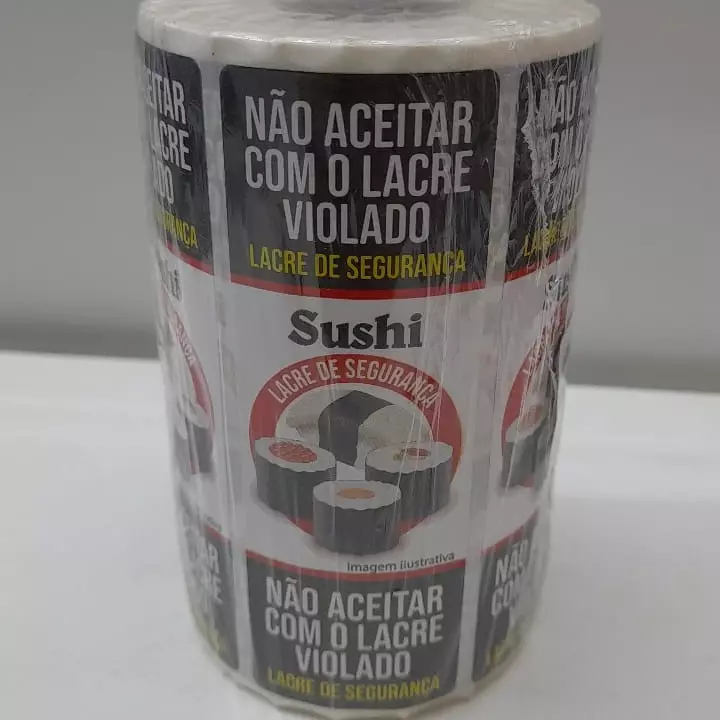 NÃO ACEITAR
COM O LACRE
VIOLADO
LACRE DE SEGURANÇA
Sushi
LACRE DE SEGURANÇA
Imagem ilustrativa
NÃO ACEITAR
COM O LACRE
VIOLADO
LACRE DE SEGURANÇA